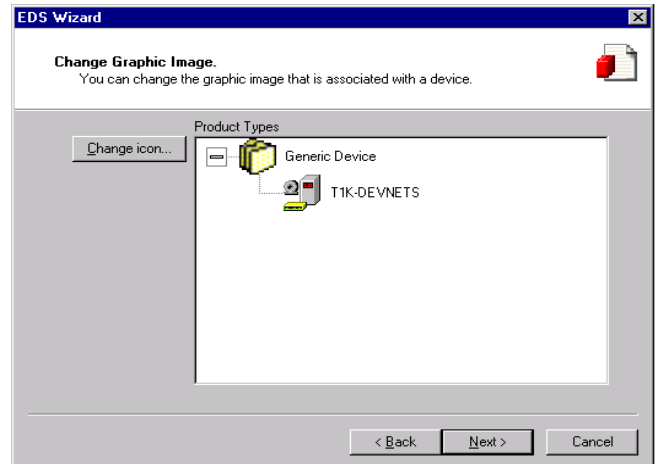 EDS Wizard
Change Graphic Image.
You can change the graphic image that is associated with a device.
Change icon...
Product Types
Generic Device
T1K-DEVNETS
< Back
Next >
Cancel